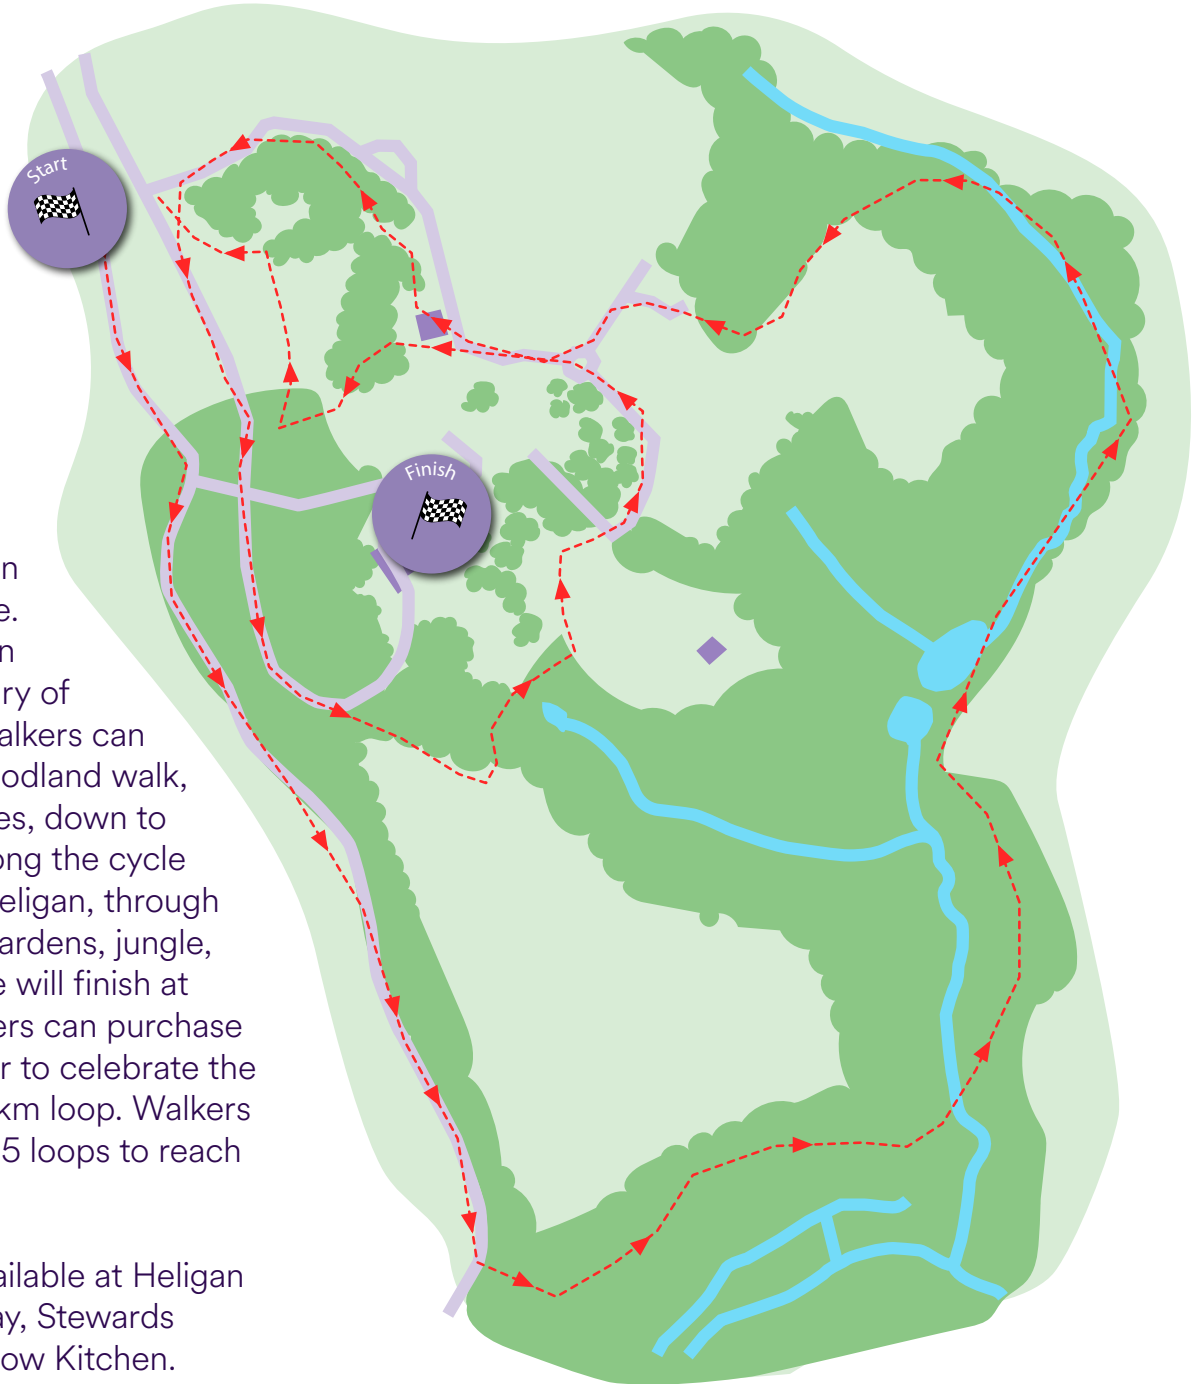 Start
Finish
n
e.
n
ry of
alkers can
oodland walk,
es, down to
ong the cycle
eligan, through
ardens, jungle,
e will finish at
ers can purchase
r to celebrate the
km loop. Walkers
5 loops to reach
ailable at Heligan
ay, Stewards
ow Kitchen.